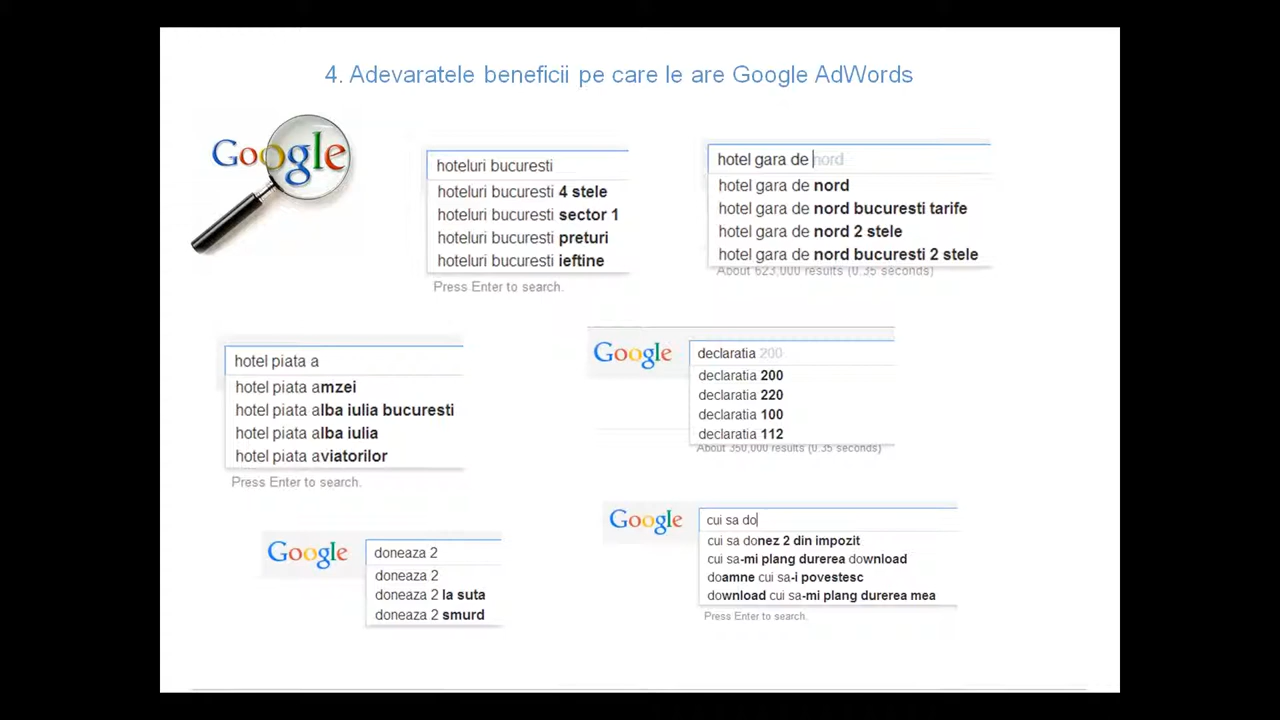 4. Adevaratele beneficii pe care le are Google AdWords
Google
hoteluri bucuresti
hoteluri bucuresti 4 stele
hoteluri bucuresti sector 1
hoteluri bucuresti preturi
hoteluri bucuresti ieftine
Press Enter to search.
hotel gara de nord
hotel gara de nord
hotel gara de nord bucuresti tarife
hotel gara de nord 2 stele
hotel gara de nord bucuresti 2 stele
About 623,000 results (0.35 seconds)
hotel piata a
hotel piata amzei
hotel piata alba iulia bucuresti
hotel piata alba iulia
hotel piata aviatorilor
Press Enter to search.
Google
declaratia 200
declaratia 200
declaratia 220
declaratia 100
declaratia 112
About 350,000 results (0.35 seconds)
Google
doneaza 2
doneaza 2
doneaza 2 la suta
doneaza 2 smurd
Google
cui sa do
cui sa donez 2 din impozit
cui sa-mi plang durerea download
doamne cui sa-i povestesc
download cui sa-mi plang durerea mea
Press Enter to search.